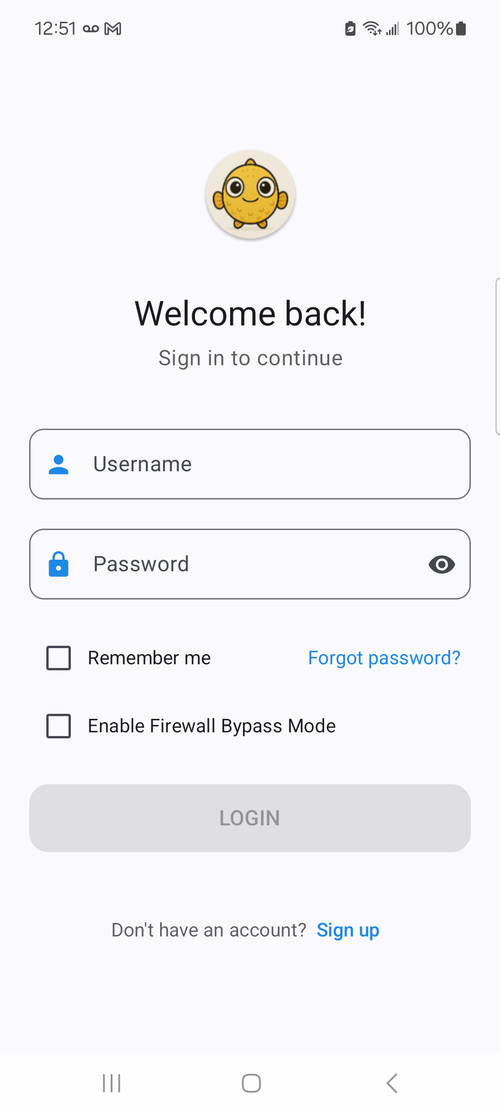 12:51 100%
Welcome back!
Sign in to continue
Username
Password
Remember me Forgot password?
Enable Firewall Bypass Mode
LOGIN
Don't have an account? Sign up